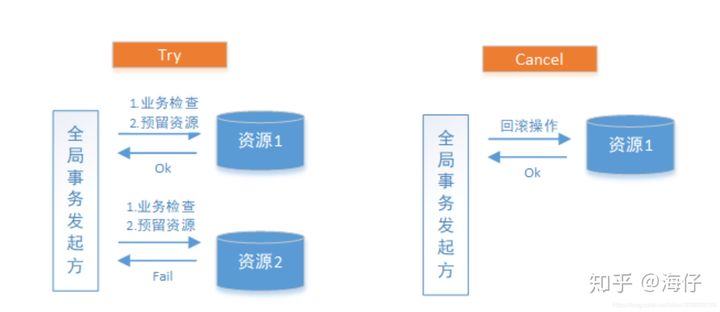 Try
全局事务发起方
1.业务检查
2.预留资源
资源1
Ok
1.业务检查
2.预留资源
资源2
Fail
Cancel
全局事务发起方
回滚操作
资源1
Ok
知乎 @海仔